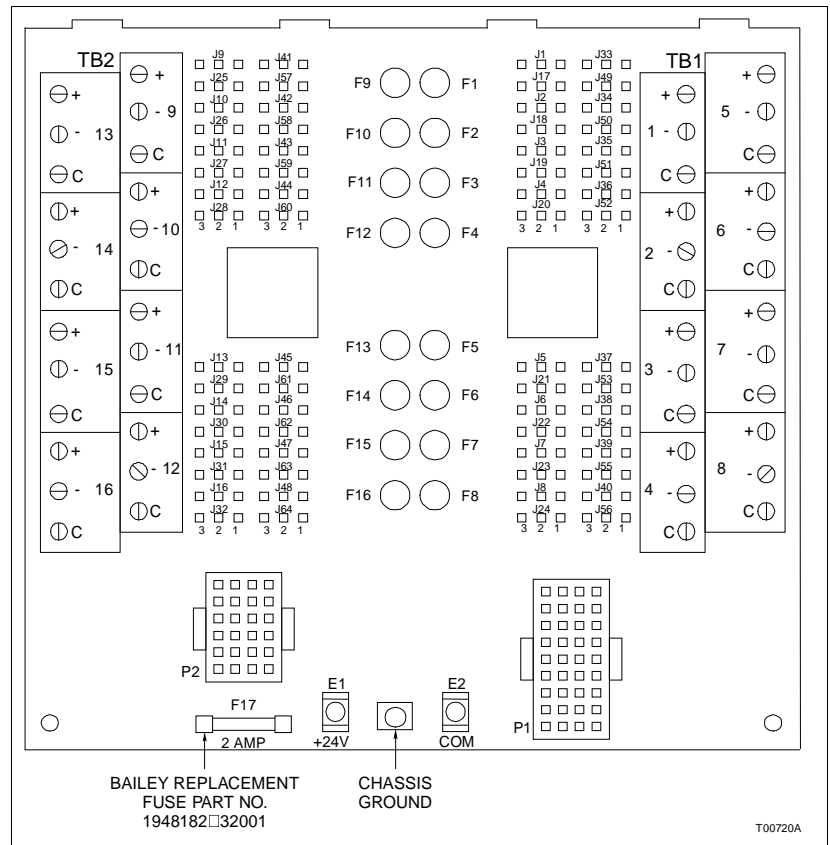 TB2 J9 J41 J1 J33 TB1
+ - 13 C
+ - 9 C
+ - 14 C
+ - 10 C
+ - 15 C
+ - 11 C
+ - 16 C
+ - 12 C
J25 J57
J10 J42
J26 J58
J11 J43
J27 J59
J12 J44
J28 J60
3 2 1 3 2 1
F9 F1
F10 F2
F11 F3
F12 F4
J17 J49
J2 J34
J18 J50
J3 J35
J19 J51
J4 J36
J20 J52
3 2 1 3 2 1
+ 1 - C
+ 5 - C
+ 2 - C
+ 6 - C
+ 3 - C
+ 7 - C
+ 4 - C
+ 8 - C
J13 J45
J29 J61
J14 J46
J30 J62
J15 J47
J31 J63
J16 J48
J32 J64
3 2 1 3 2 1
F13 F5
F14 F6
F15 F7
F16 F8
J5 J37
J21 J53
J6 J38
J22 J54
J7 J39
J23 J55
J8 J40
J24 J56
3 2 1 3 2 1
P2
F17
2 AMP
E1
+24V
E2
COM
P1
BAILEY REPLACEMENT
FUSE PART NO.
1948182□32001
CHASSIS
GROUND
T00720A